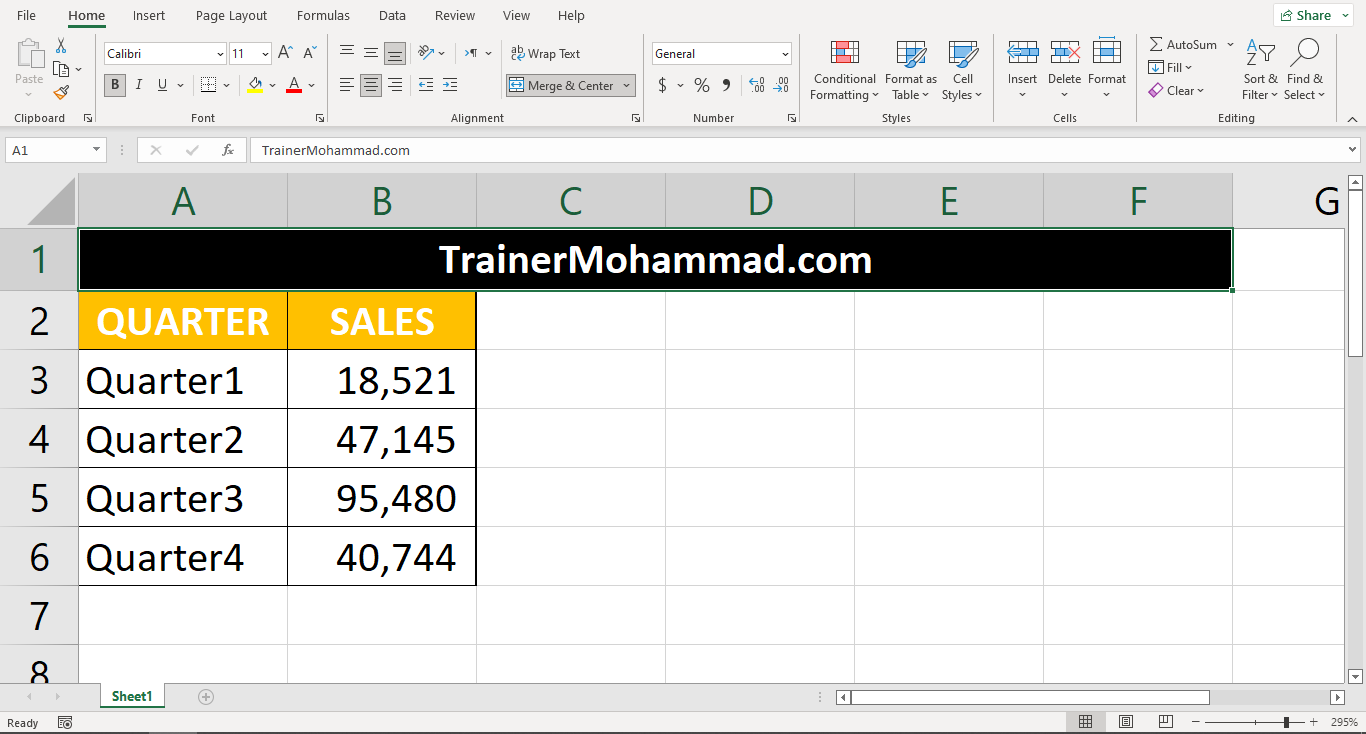 File Home Insert Page Layout Formulas Data Review View Help Share
Calibri 11 A A ab Wrap Text General AutoSum
Paste B I U A Merge & Center $ % 9 Conditional Formatting Format as Table Cell Styles Insert Delete Format Fill Clear Sort & Filter Find & Select
Clipboard Font Alignment Number Styles Cells Editing
A1 fx TrainerMohammad.com
A B C D E F G
1 TrainerMohammad.com
2 QUARTER SALES
3 Quarter1 18,521
4 Quarter2 47,145
5 Quarter3 95,480
6 Quarter4 40,744
7
8
Sheet1
Ready 295%